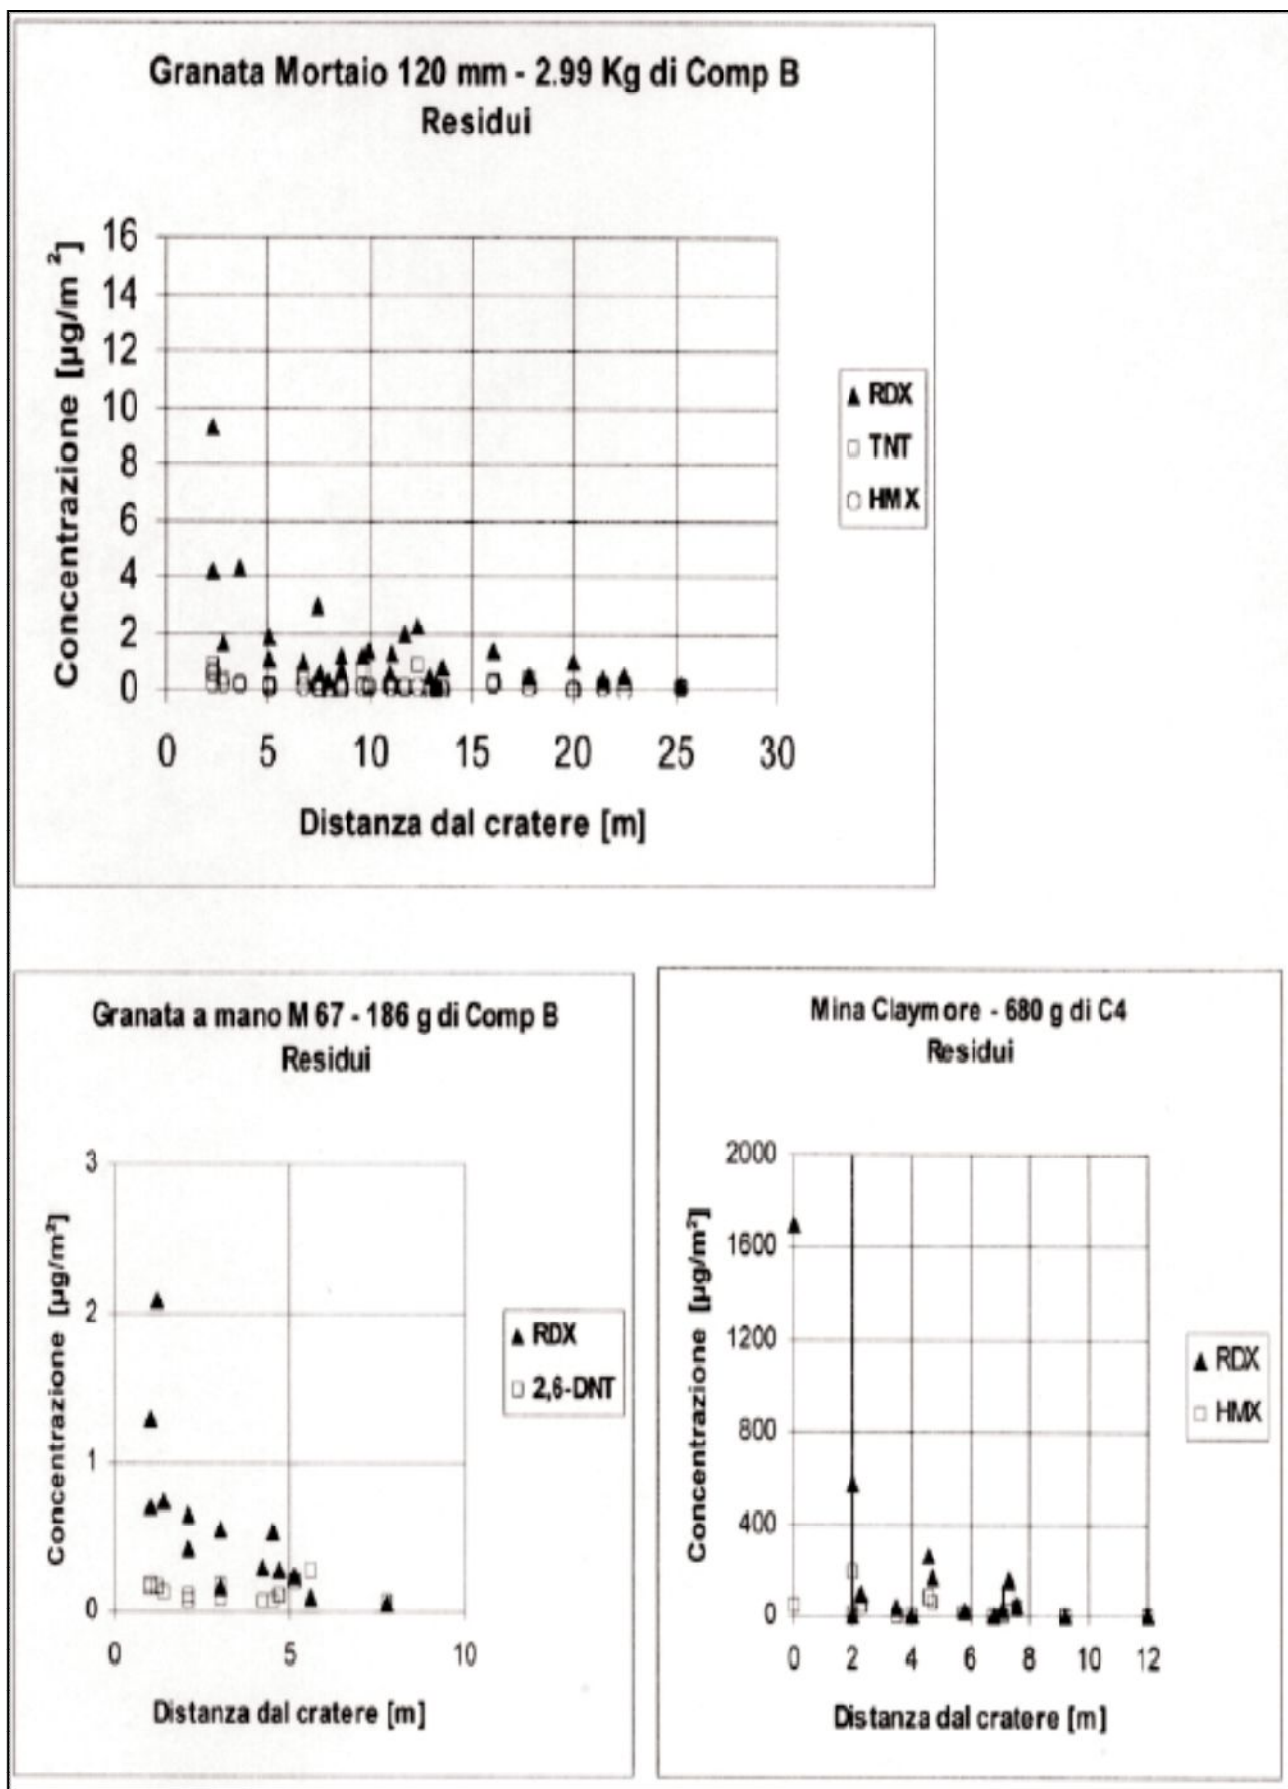 Granata Mortaio 120 mm - 2.99 Kg di Comp B
Residui
Concentrazione [µg/m ²]
16
14
12
10
8
6
4
2
0
0 5 10 15 20 25 30
Distanza dal cratere [m]
RDX
TNT
HMX
Granata a mano M 67 - 186 g di Comp B
Residui
Concentrazione [µg/m²]
3
2
1
0
0 5 10
Distanza dal cratere [m]
RDX
2,6-DNT
Mina Claymore - 680 g di C4
Residui
Concentrazione [µg/m²]
2000
1600
1200
800
400
0
0 2 4 6 8 10 12
Distanza dal cratere [m]
RDX
HMX